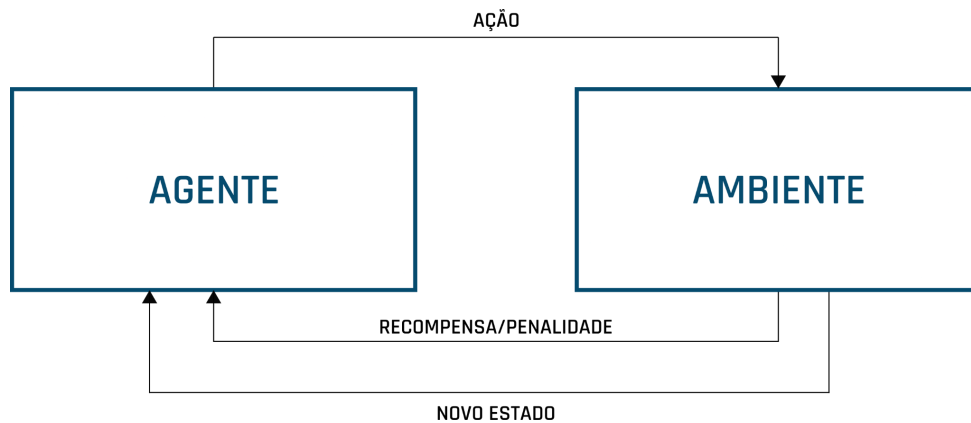 AÇÃO
AGENTE
AMBIENTE
RECOMPENSA/PENALIDADE
NOVO ESTADO